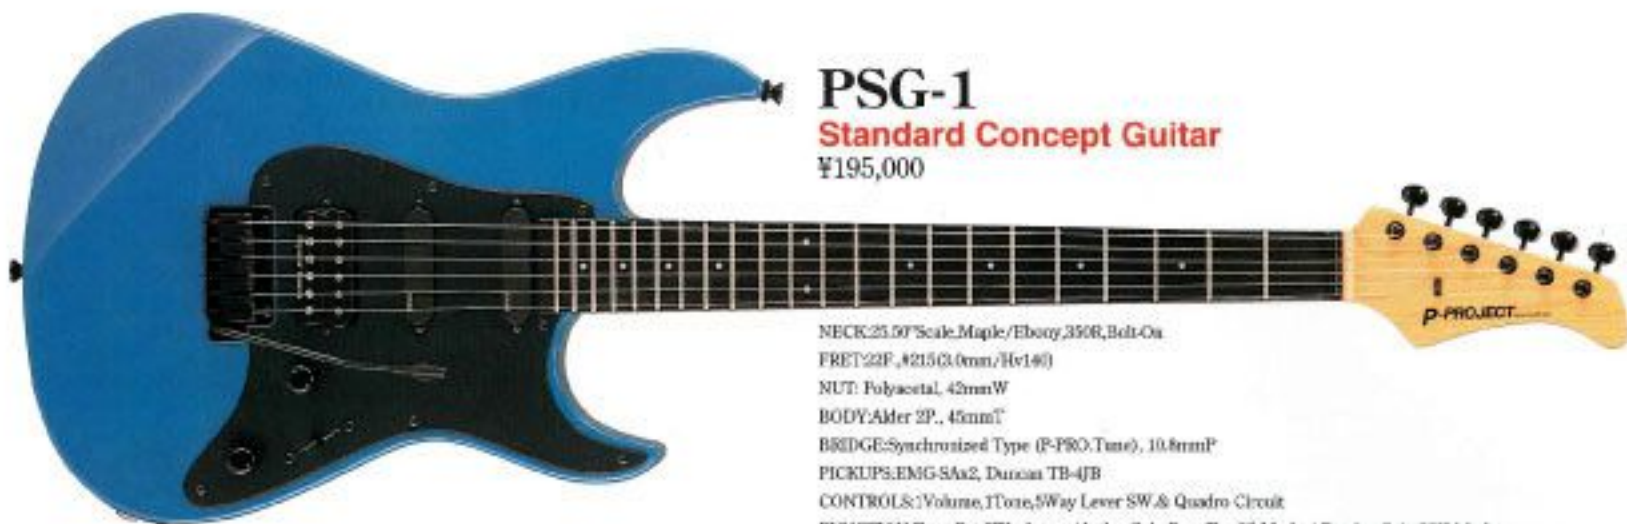 PSG-1
Standard Concept Guitar
¥195,000
P-PROJECT
NECK:25.50"Scale,Maple/Ebony,350R,Bolt-On
FRET:22F.,#215(3.0mm/Hv140)
NUT: Polyacetal, 42mmW
BODY:Alder 2P., 45mmT
BRIDGE:Synchronized Type (P-PRO.Tune), 10.8mmP
PICKUPS:EMG-SAx2, Duncan TB-4JB
CONTROLS:1Volume,1Tone,5Way Lever SW.& Quadro Circuit